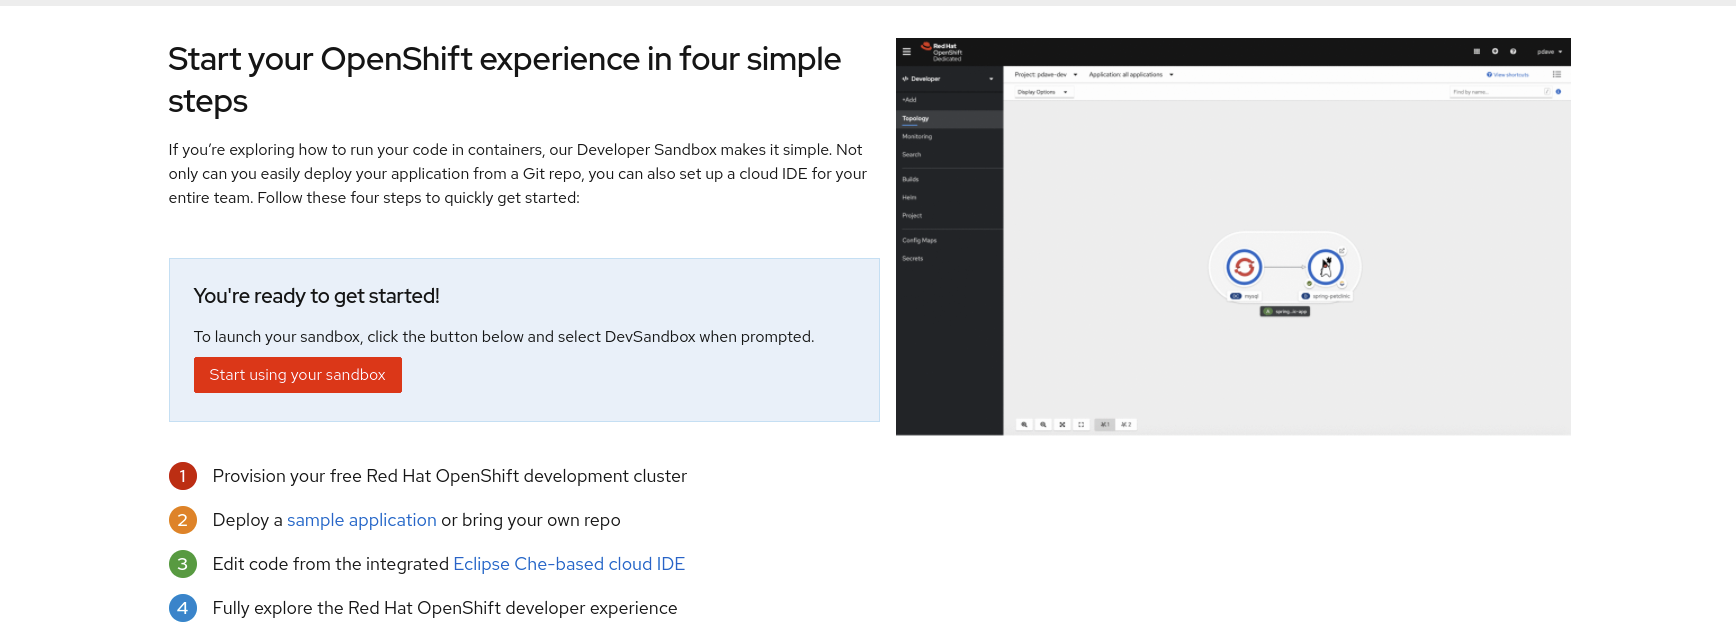 Start your OpenShift experience in four simple
steps
If you're exploring how to run your code in containers, our Developer Sandbox makes it simple. Not
only can you easily deploy your application from a Git repo, you can also set up a cloud IDE for your
entire team. Follow these four steps to quickly get started:
You're ready to get started!
To launch your sandbox, click the button below and select DevSandbox when prompted.
Start using your sandbox
1 Provision your free Red Hat OpenShift development cluster
2 Deploy a sample application or bring your own repo
3 Edit code from the integrated Eclipse Che-based cloud IDE
4 Fully explore the Red Hat OpenShift developer experience
Red Hat
OpenShift
Dedicated
pdave
Developer
Project: pdave-dev Application: all applications View shortcuts
Display Options Find by name...
+Add
Topology
Monitoring
Search
Builds
Helm
Project
Config Maps
Secrets
mysql spring-petclinic
A spring...ic-app
1 2